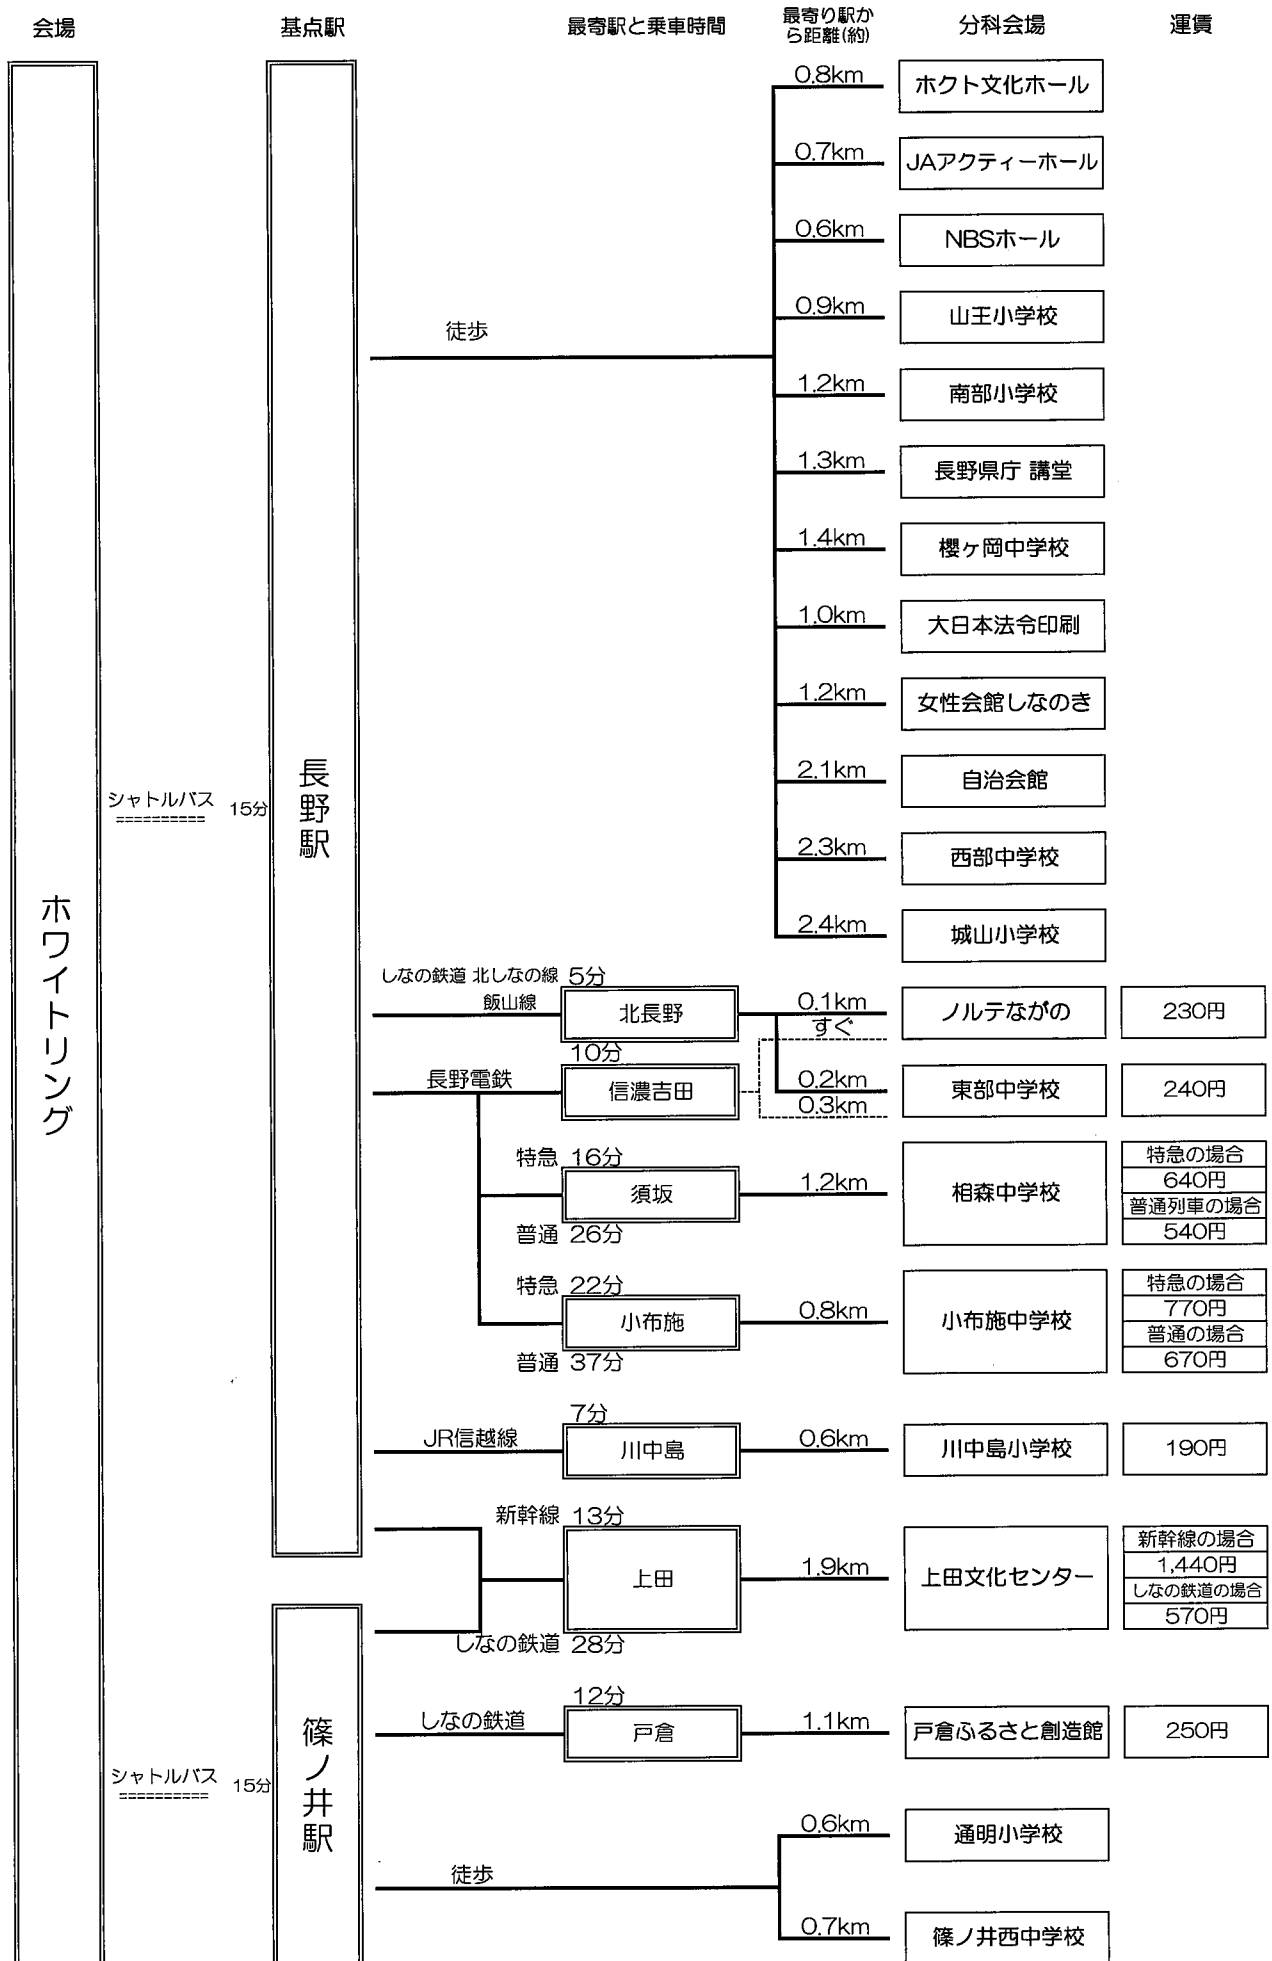 会場
基点駅
最寄駅と乗車時間
最寄り駅か
ら距離(約)
分科会場
運賃
ホワイトリング
シャトルバス 15分
==========
長野駅
徒歩
0.8km
ホクト文化ホール
0.7km
JAアクティーホール
0.6km
NBSホール
0.9km
山王小学校
1.2km
南部小学校
1.3km
長野県庁 講堂
1.4km
櫻ヶ岡中学校
1.0km
大日本法令印刷
1.2km
女性会館しなのき
2.1km
自治会館
2.3km
西部中学校
2.4km
城山小学校
しなの鉄道 北しなの線 5分
飯山線
北長野
0.1km
すぐ
ノルテながの
230円
長野電鉄
10分
信濃吉田
0.2km
0.3km
東部中学校
240円
特急 16分
須坂
普通 26分
1.2km
相森中学校
特急の場合
640円
普通列車の場合
540円
特急 22分
小布施
普通 37分
0.8km
小布施中学校
特急の場合
770円
普通の場合
670円
JR信越線
7分
川中島
0.6km
川中島小学校
190円
新幹線 13分
上田
しなの鉄道 28分
1.9km
上田文化センター
新幹線の場合
1,440円
しなの鉄道の場合
570円
シャトルバス 15分
==========
篠ノ井駅
しなの鉄道
12分
戸倉
1.1km
戸倉ふるさと創造館
250円
徒歩
0.6km
通明小学校
0.7km
篠ノ井西中学校